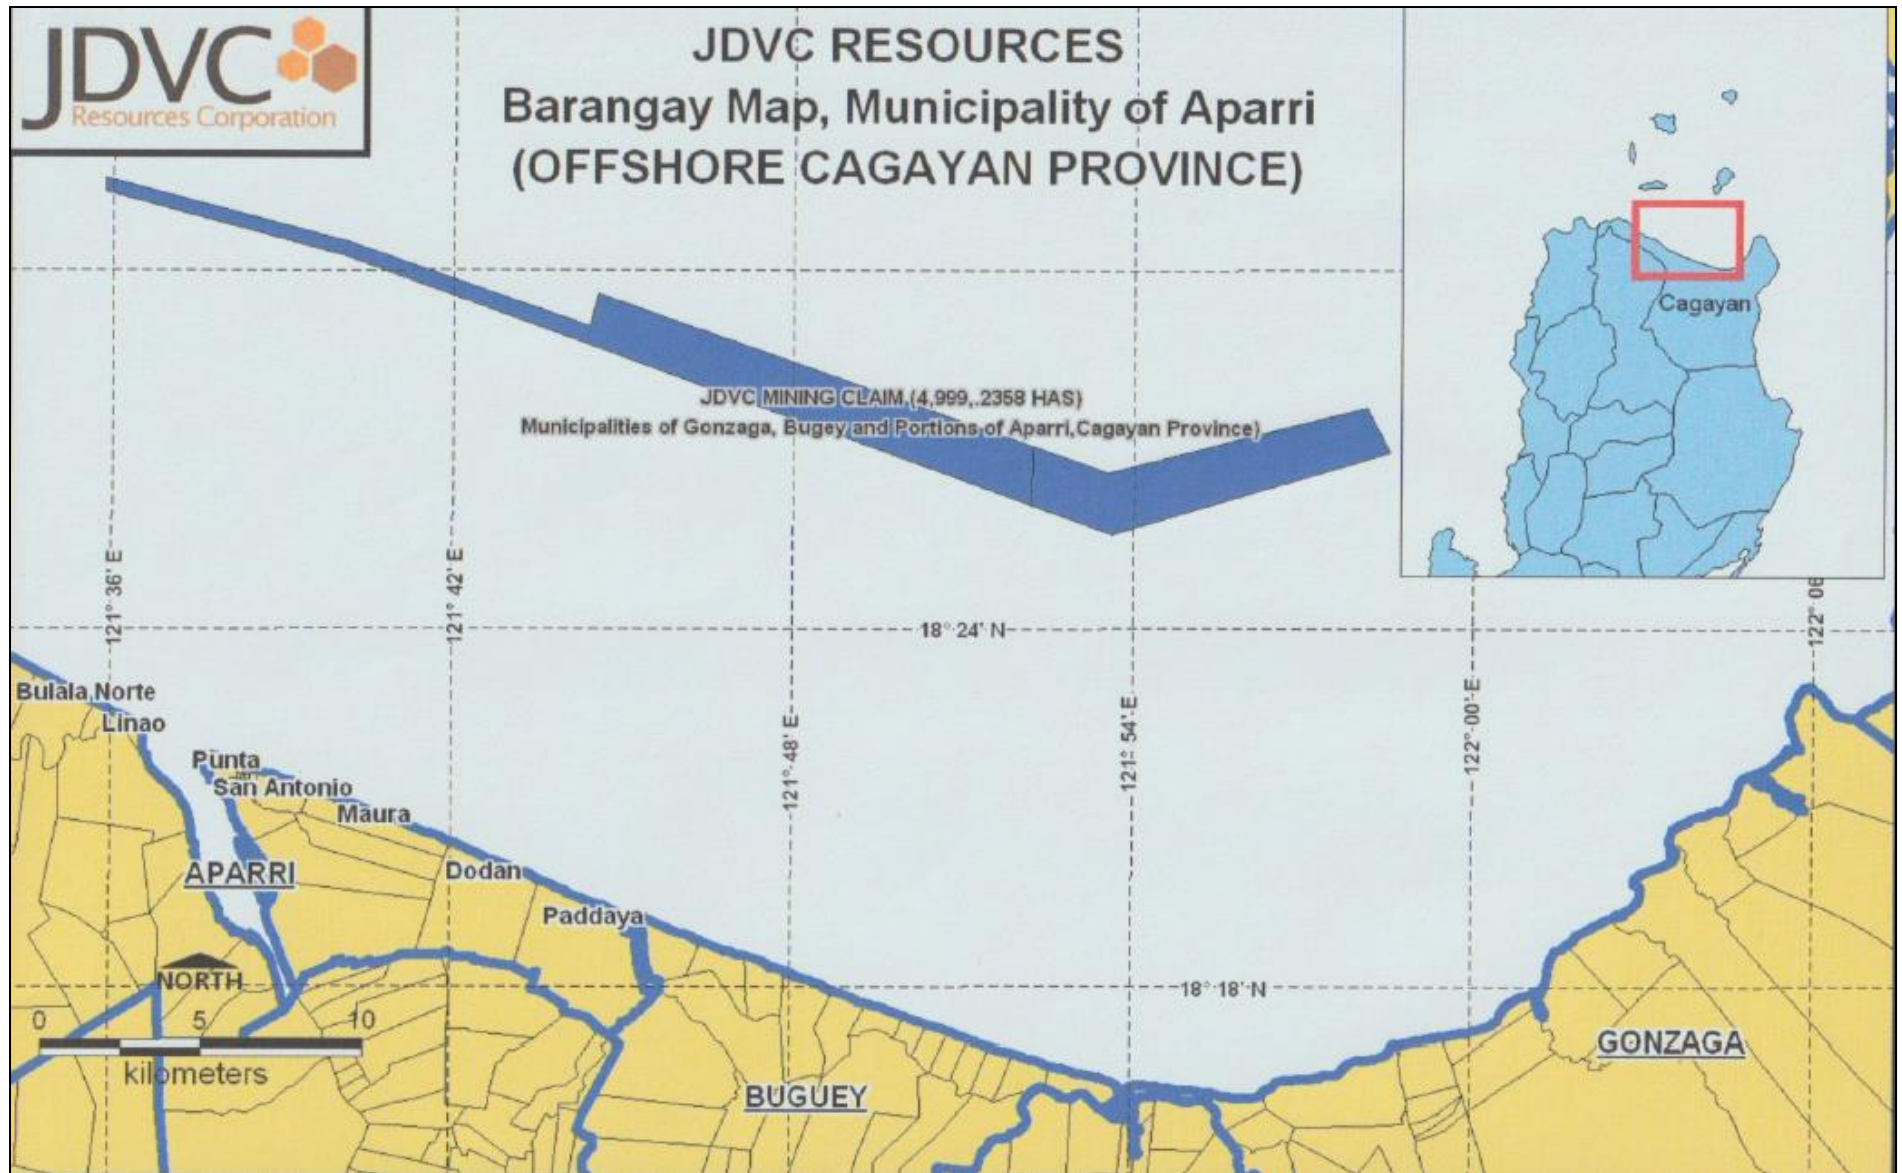 JDVC
Resources Corporation
JDVC RESOURCES
Barangay Map, Municipality of Aparri
(OFFSHORE CAGAYAN PROVINCE)
Cagayan
JDVC MINING CLAIM (4,999,.2358 HAS)
Municipalities of Gonzaga, Bugey and Portions of Aparri,Cagayan Province)
121° 36' E
121° 42' E
121° 48' E
121° 54' E
122° 00' E
122° 06
18° 24' N
Bulala Norte
Linao
Punta
San Antonio
Maura
APARRI
Dodan
Paddaya
NORTH
18° 18' N
0 5 10
kilometers
GONZAGA
BUGUEY